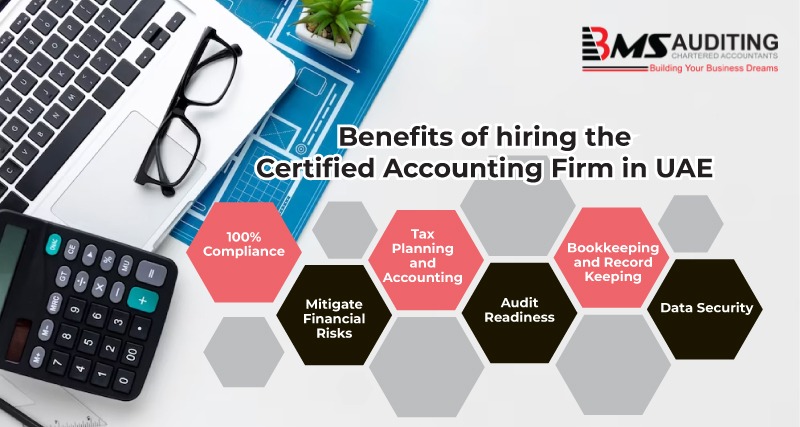 BMS AUDITING
CHARTERED ACCOUNTANTS
Building Your Business Dreams
Benefits of hiring the
Certified Accounting Firm in UAE
100%
Compliance
Mitigate
Financial
Risks
Tax
Planning
and
Accounting
Audit
Readiness
Bookkeeping
and Record
Keeping
Data Security